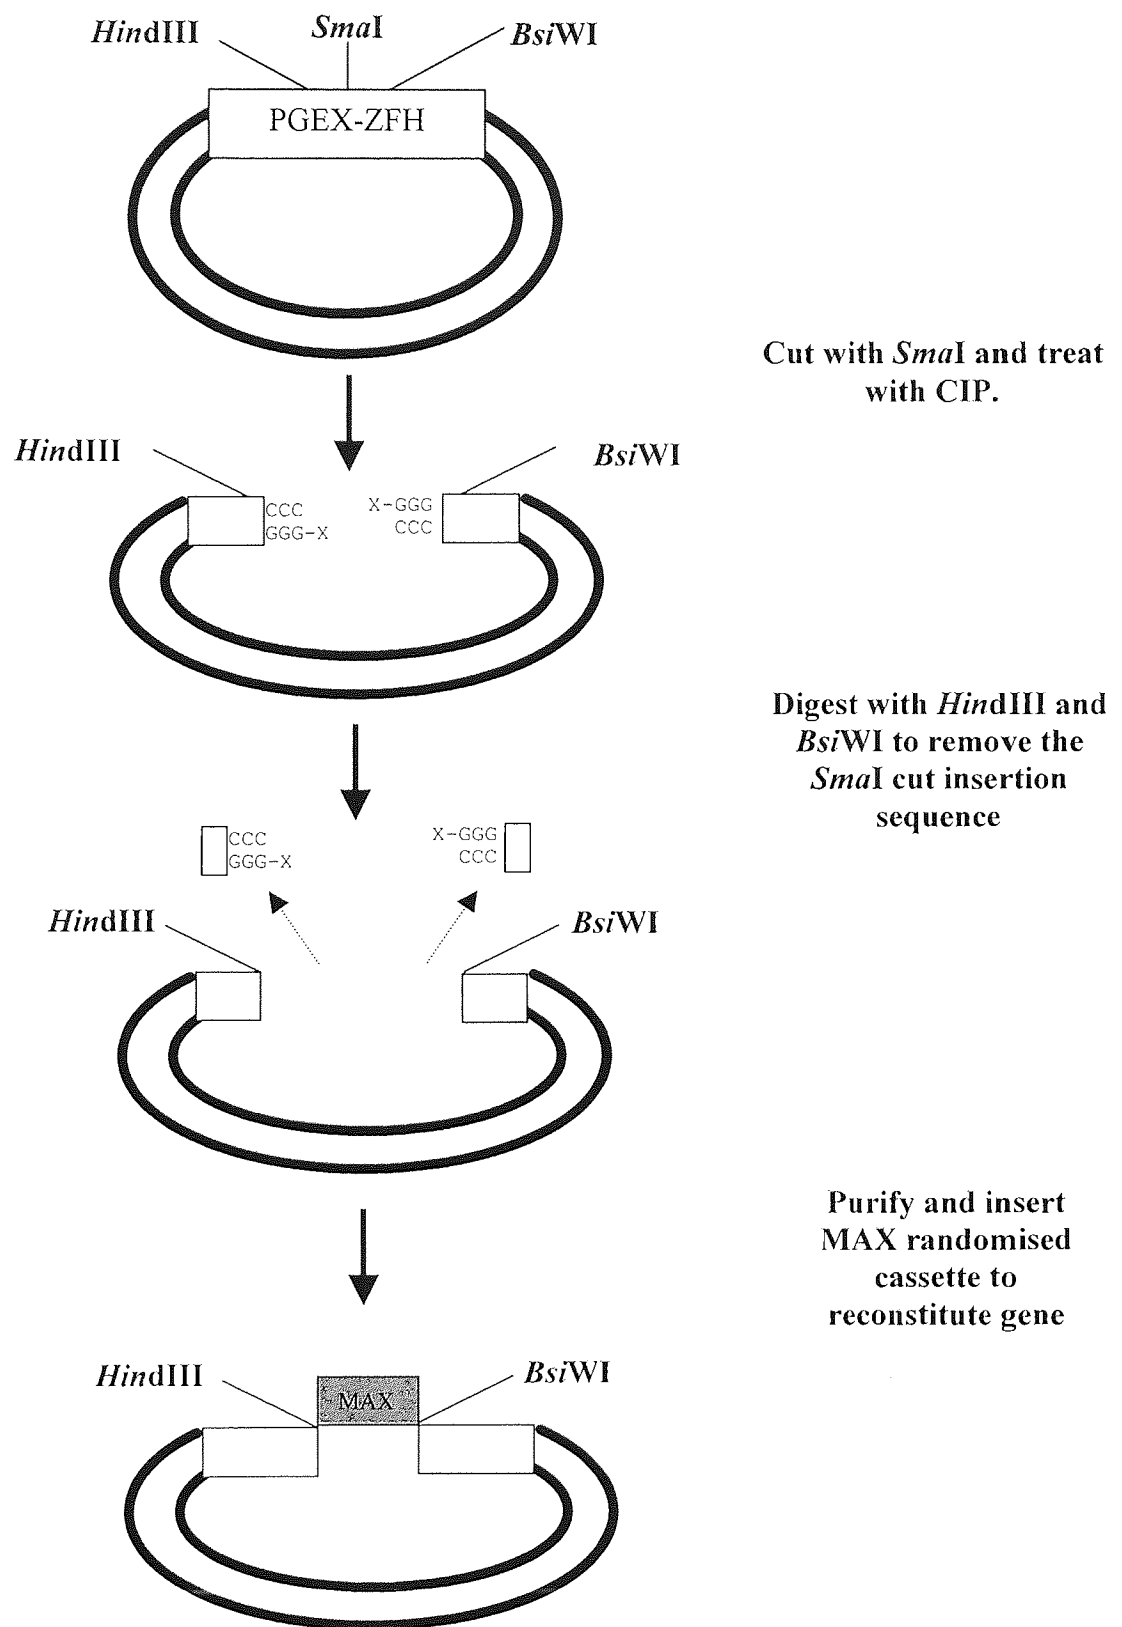 HindIII SmaI BsiWI
PGEX-ZFH
Cut with SmaI and treat
with CIP.
HindIII BsiWI
CCC X-GGG
GGG-X CCC
Digest with HindIII and
BsiWI to remove the
SmaI cut insertion
sequence
CCC X-GGG
GGG-X CCC
HindIII BsiWI
Purify and insert
MAX randomised
cassette to
reconstitute gene
HindIII BsiWI
MAX